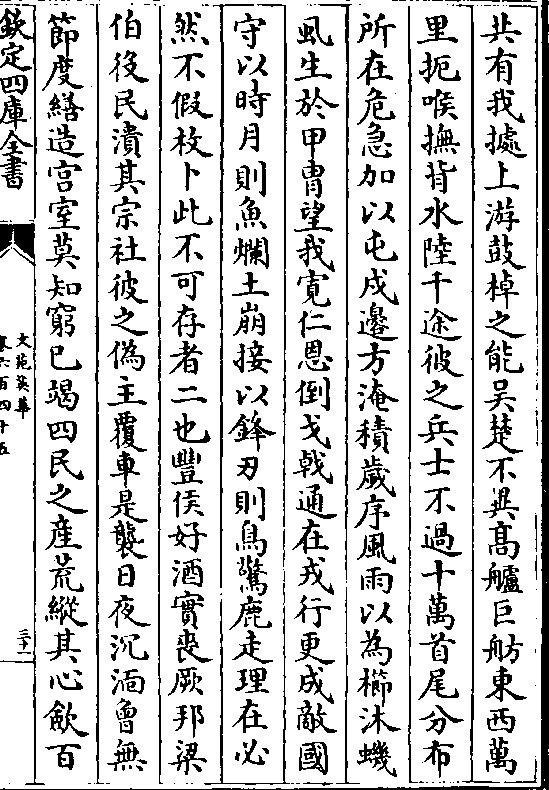 共有我據上游鼓棹之能吳楚不異高艫巨舫東西萬
里扼喉撫背水陸千途彼之兵士不過十萬首尾分布
所在危急加以屯戍邊方淹積歲序風雨以為櫛沐蟣
虱生於甲胄望我寛仁恩倒戈戟通在戎行更成敵國
守以時月則魚爛土崩接以鋒刃則鳥驚鹿走理在必
然不假枚卜此不可存者二也豐侯好酒實喪厥邦梁
伯役民潰其宗社彼之偽主覆車是襲日夜沉湎曾無
節度繕造宫室莫知窮已竭四民之産荒縱其心歛百
欽定四庫全書
文苑英華
卷六百四十五
三十二